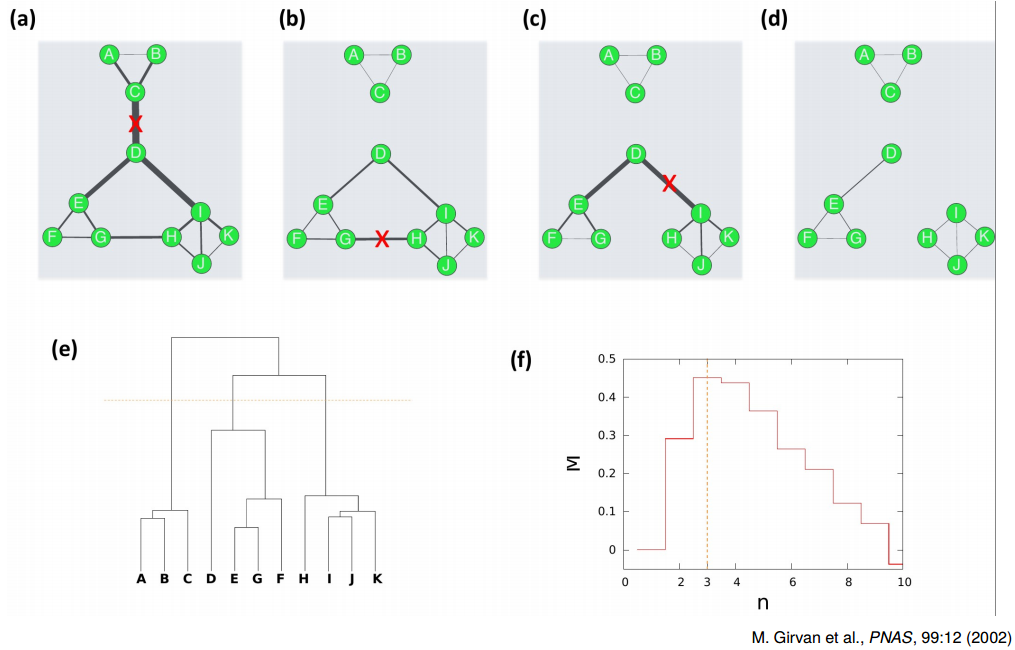 (a) (b) (c) (d)
A B A B A B A B
C C C C
X
D D D D
X
E I E I E I E I
F G H K F G X H K F G H K F G H K
J J J J
(e) (f)
0.5
0.4
0.3
M
0.2
0.1
0
A B C D E G F H I J K
0 2 3 4 6 8 10
n
M. Girvan et al., PNAS, 99:12 (2002)